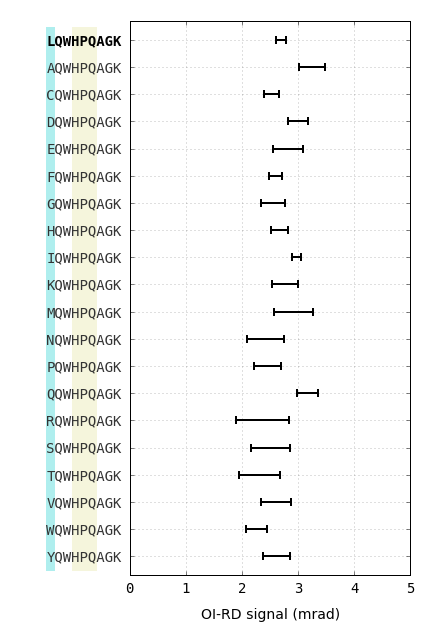 LQWHPQAGK
AQWHPQAGK
CQWHPQAGK
DQWHPQAGK
EQWHPQAGK
FQWHPQAGK
GQWHPQAGK
HQWHPQAGK
IQWHPQAGK
KQWHPQAGK
MQWHPQAGK
NQWHPQAGK
PQWHPQAGK
QQWHPQAGK
RQWHPQAGK
SQWHPQAGK
TQWHPQAGK
VQWHPQAGK
WQWHPQAGK
YQWHPQAGK
0 1 2 3 4 5
OI-RD signal (mrad)